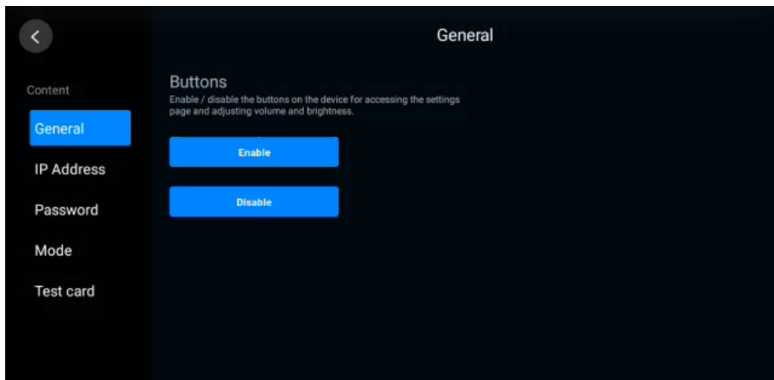 General
Content
General
IP Address
Password
Mode
Test card
Buttons
Enable / disable the buttons on the device for accessing the settings
page and adjusting volume and brightness.
Enable
Disable